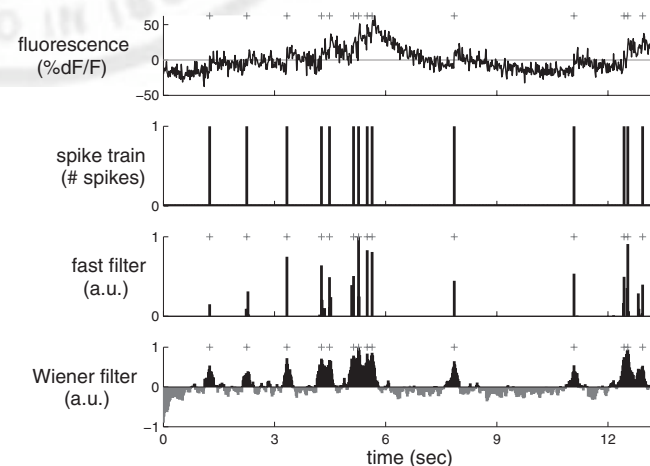 fluorescence
(%dF/F)
50
0
−50
spike train
(# spikes)
1
0
fast filter
(a.u.)
1
0
Wiener filter
(a.u.)
1
0
−1
0 3 6 9 12
time (sec)